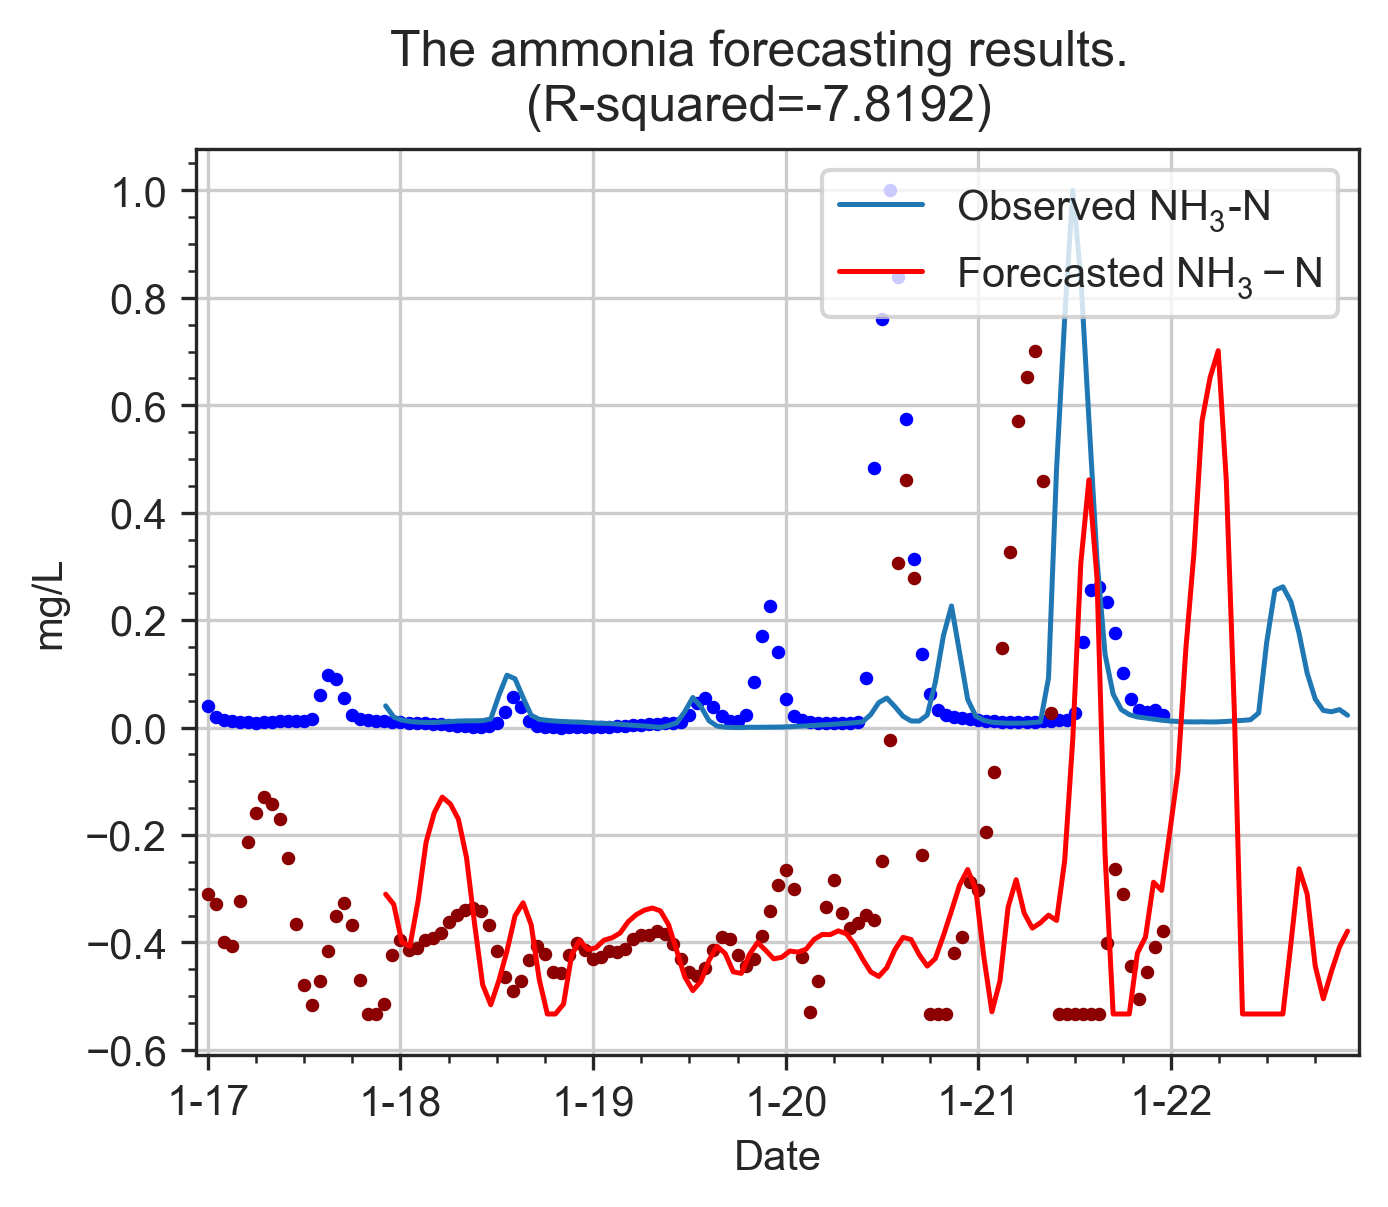 The ammonia forecasting results.
(R-squared=-7.8192)
Observed NH₃-N
Forecasted NH₃ − N
mg/L
1.0
0.8
0.6
0.4
0.2
0.0
−0.2
−0.4
−0.6
1-17 1-18 1-19 1-20 1-21 1-22
Date